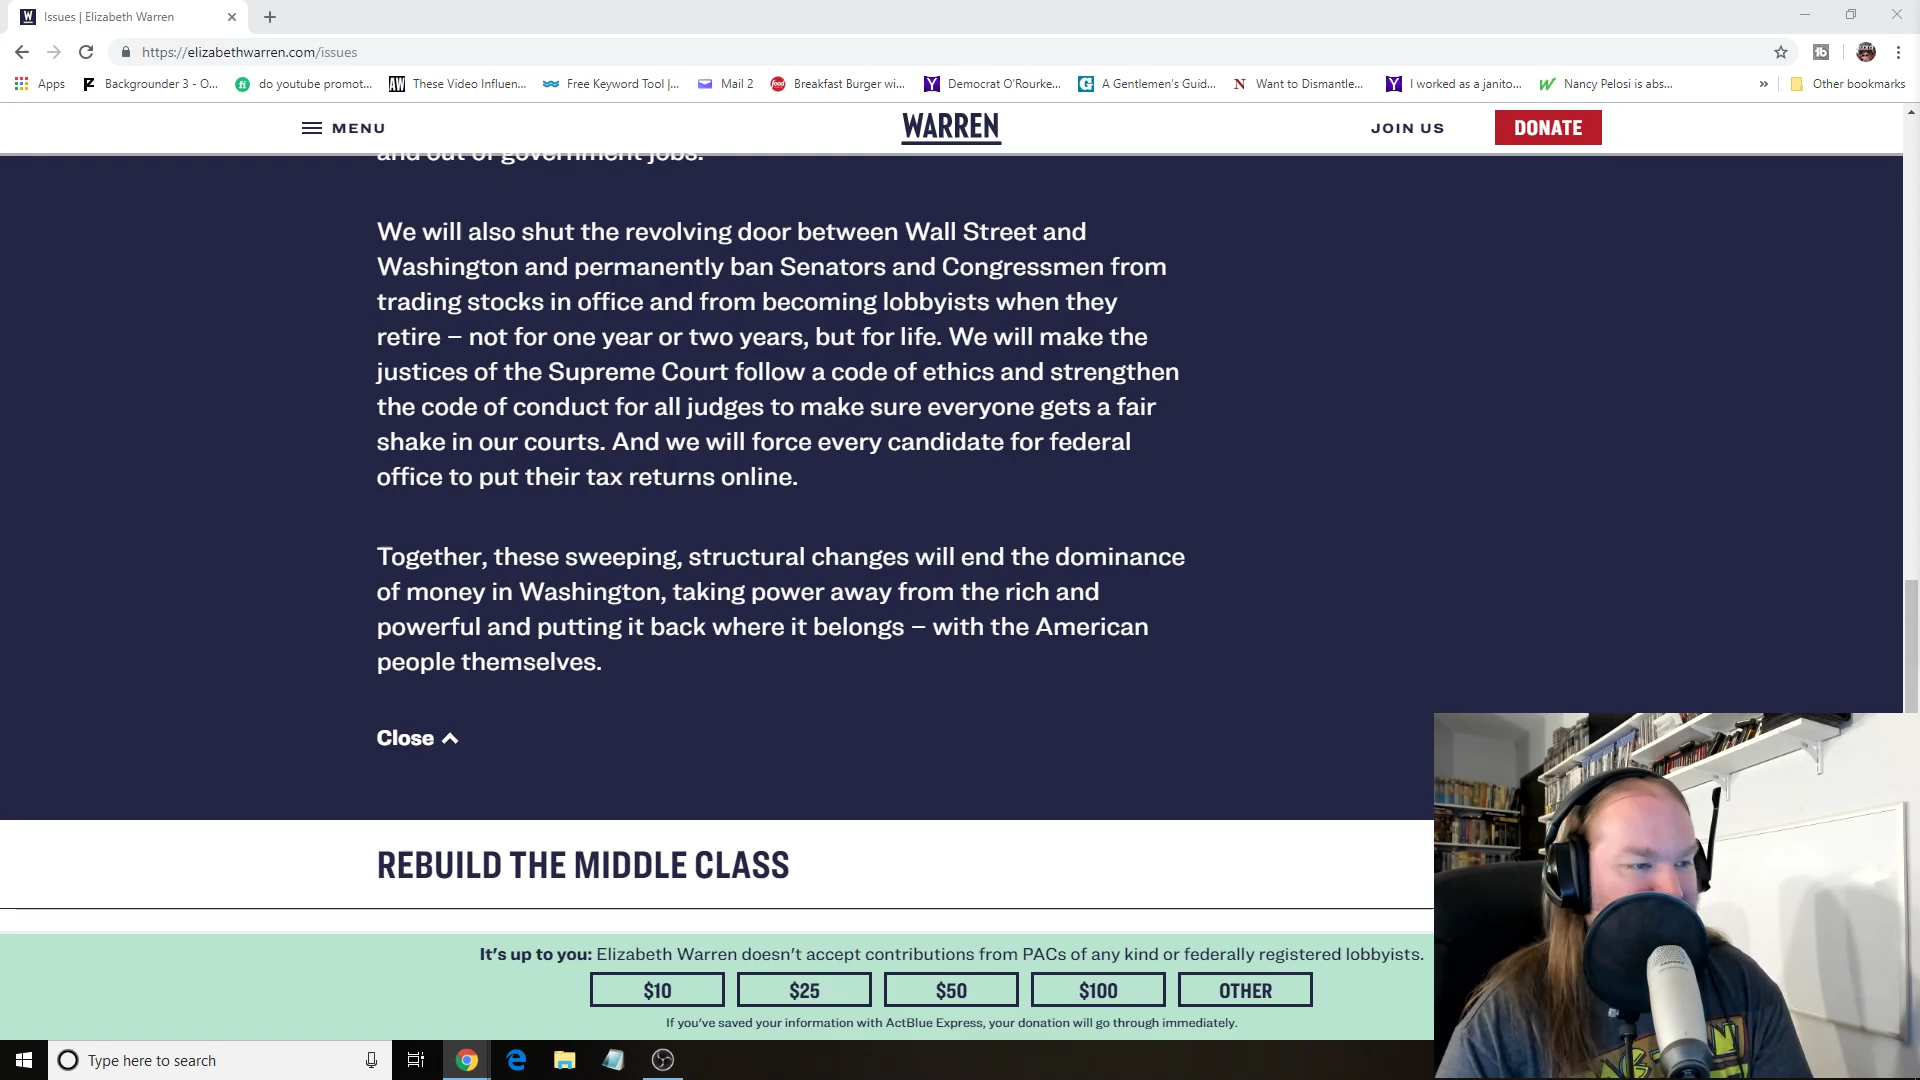 Issues | Elizabeth Warren
https://elizabethwarren.com/issues
Apps
Backgrounder 3 - O...
do youtube promot...
These Video Influen...
Free Keyword Tool |...
Mail 2
Breakfast Burger wi...
Democrat O'Rourke...
A Gentlemen's Guid...
Want to Dismantle...
I worked as a janito...
Nancy Pelosi is abs...
»
Other bookmarks
MENU
WARREN
JOIN US
DONATE
and out of government jobs.
We will also shut the revolving door between Wall Street and
Washington and permanently ban Senators and Congressmen from
trading stocks in office and from becoming lobbyists when they
retire – not for one year or two years, but for life. We will make the
justices of the Supreme Court follow a code of ethics and strengthen
the code of conduct for all judges to make sure everyone gets a fair
shake in our courts. And we will force every candidate for federal
office to put their tax returns online.
Together, these sweeping, structural changes will end the dominance
of money in Washington, taking power away from the rich and
powerful and putting it back where it belongs – with the American
people themselves.
Close
REBUILD THE MIDDLE CLASS
It's up to you: Elizabeth Warren doesn't accept contributions from PACs of any kind or federally registered lobbyists.
$10
$25
$50
$100
OTHER
If you've saved your information with ActBlue Express, your donation will go through immediately.
Type here to search